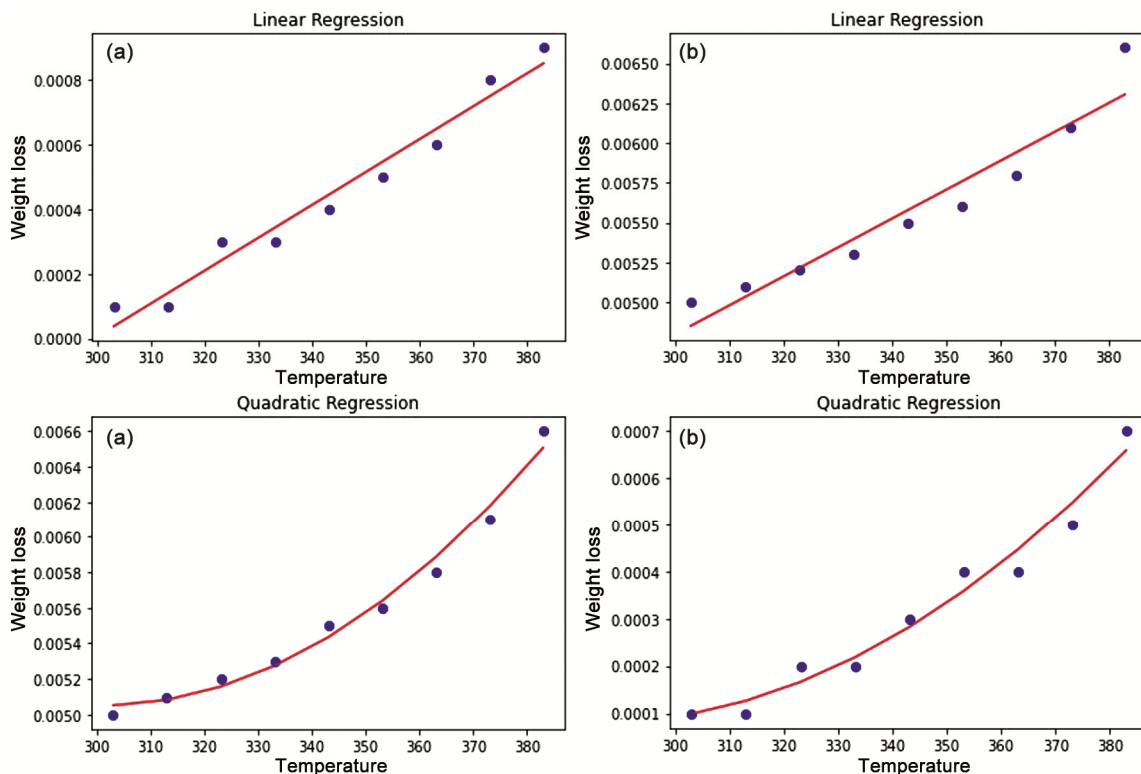 Linear Regression
(a)
Weight loss
0.0008
0.0006
0.0004
0.0002
0.0000
300 310 320 330 340 350 360 370 380
Temperature
Linear Regression
(b)
Weight loss
0.00650
0.00625
0.00600
0.00575
0.00550
0.00525
0.00500
300 310 320 330 340 350 360 370 380
Temperature
Quadratic Regression
(a)
Weight loss
0.0066
0.0064
0.0062
0.0060
0.0058
0.0056
0.0054
0.0052
0.0050
300 310 320 330 340 350 360 370 380
Temperature
Quadratic Regression
(b)
Weight loss
0.0007
0.0006
0.0005
0.0004
0.0003
0.0002
0.0001
300 310 320 330 340 350 360 370 380
Temperature